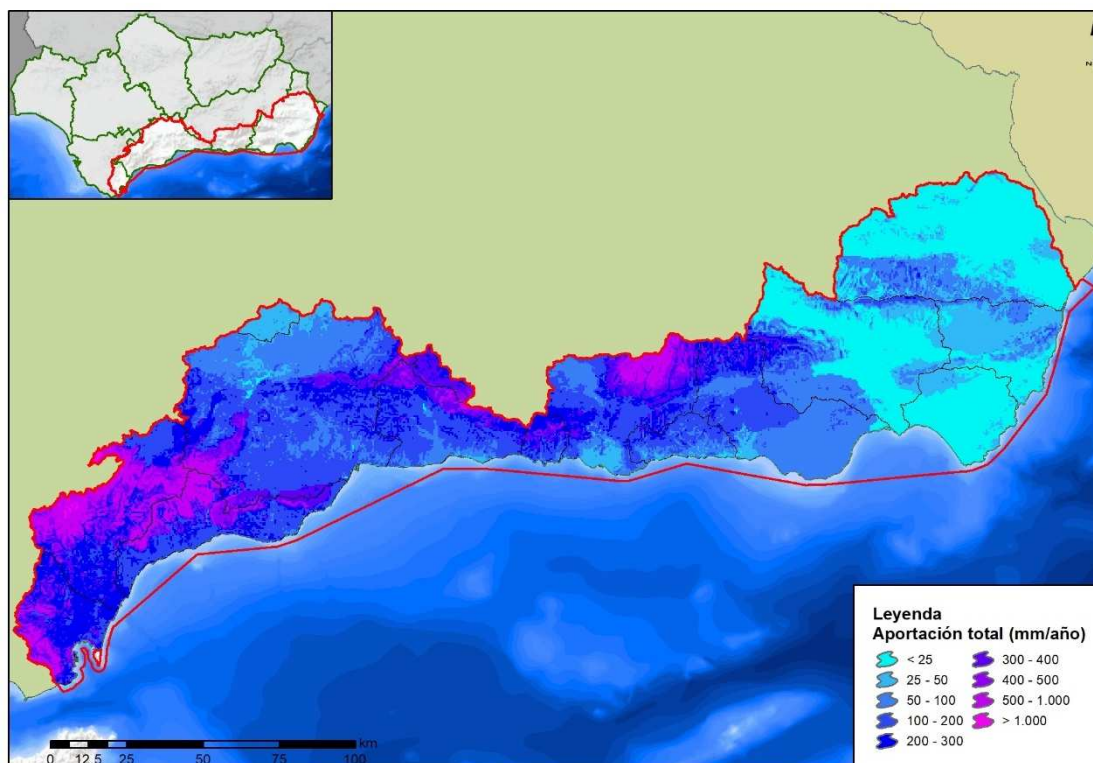 N
Leyenda
Aportación total (mm/año)
< 25
25 - 50
50 - 100
100 - 200
200 - 300
300 - 400
400 - 500
500 - 1.000
> 1.000
km
0 12,5 25 50 75 100